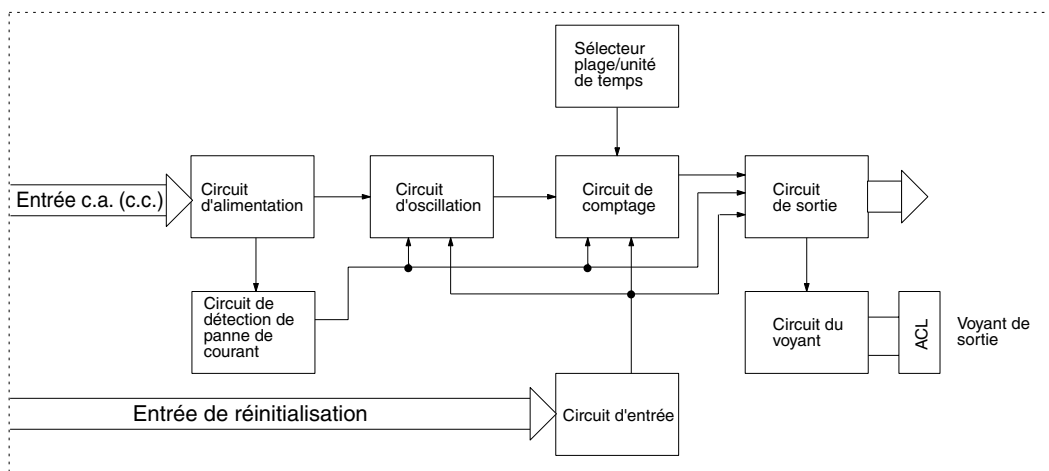 Sélecteur
plage/unité
de temps
Entrée c.a. (c.c.)
Circuit
d'alimentation
Circuit
d'oscillation
Circuit de
comptage
Circuit
de sortie
Circuit de
détection de
panne de
courant
Circuit du
voyant
ACL
Voyant de
sortie
Entrée de réinitialisation
Circuit d'entrée